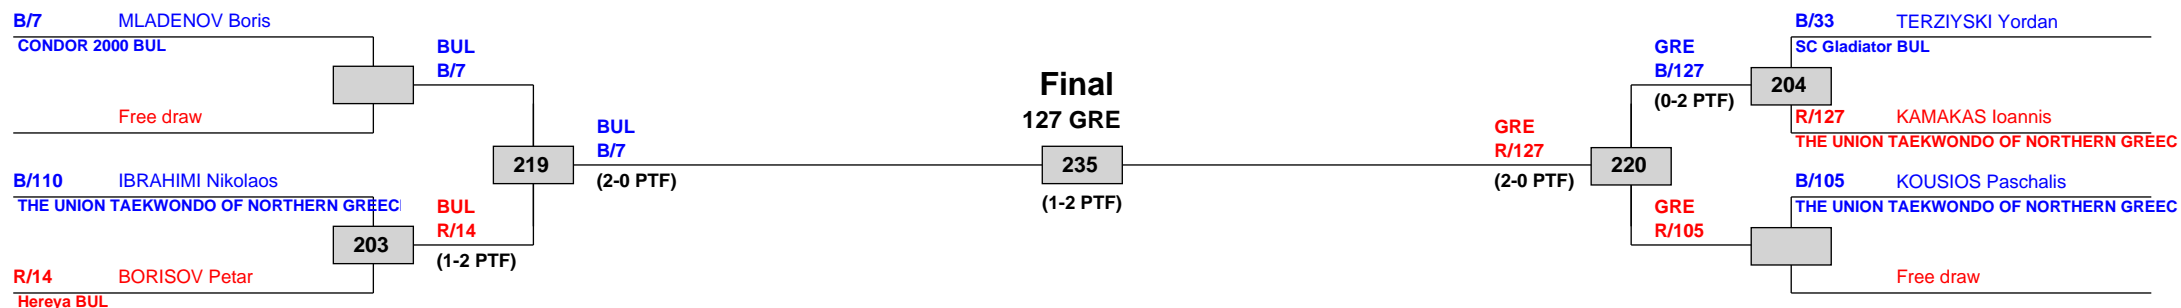 B/7 MLADENOV Boris
CONDOR 2000 BUL
BUL
B/7
Free draw
BUL
B/7
219
(2-0 PTF)
B/110 IBRAHIMI Nikolaos
THE UNION TAEKWONDO OF NORTHERN GREEC
BUL
R/14
203
(1-2 PTF)
R/14 BORISOV Petar
Hereya BUL
Final
127 GRE
235
(1-2 PTF)
GRE
R/127
220
(2-0 PTF)
B/33 TERZIYSKI Yordan
SC Gladiator BUL
GRE
B/127
204
(0-2 PTF)
R/127 KAMAKAS Ioannis
THE UNION TAEKWONDO OF NORTHERN GREEC
B/105 KOUSIOS Paschalis
THE UNION TAEKWONDO OF NORTHERN GREEC
GRE
R/105
Free draw